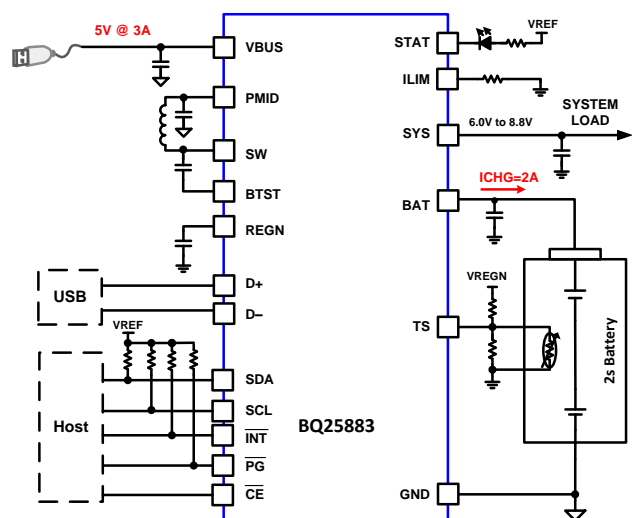 5V @ 3A
VBUS
PMID
SW
BTST
REGN
D+
D–
USB
VREF
Host
SDA
SCL
INT
PG
CE
BQ25883
STAT
VREF
ILIM
SYS
6.0V to 8.8V
SYSTEM
LOAD
ICHG=2A
BAT
VREGN
TS
2s Battery
GND